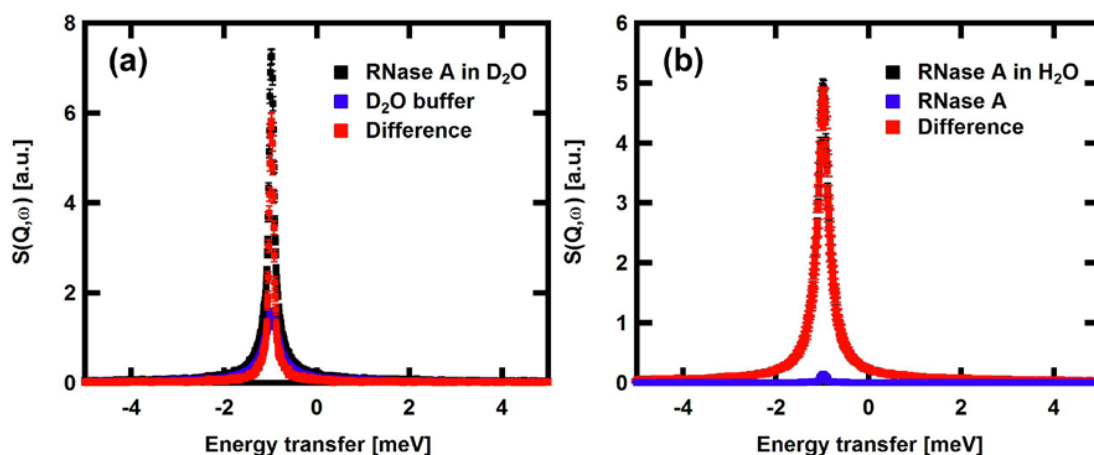 (a)
RNase A in D₂O
D₂O buffer
Difference
S(Q,ω) [a.u.]
8
6
4
2
0
-4
-2
0
2
4
Energy transfer [meV]
(b)
RNase A in H₂O
RNase A
Difference
S(Q,ω) [a.u.]
6
5
4
3
2
1
0
-4
-2
0
2
4
Energy transfer [meV]